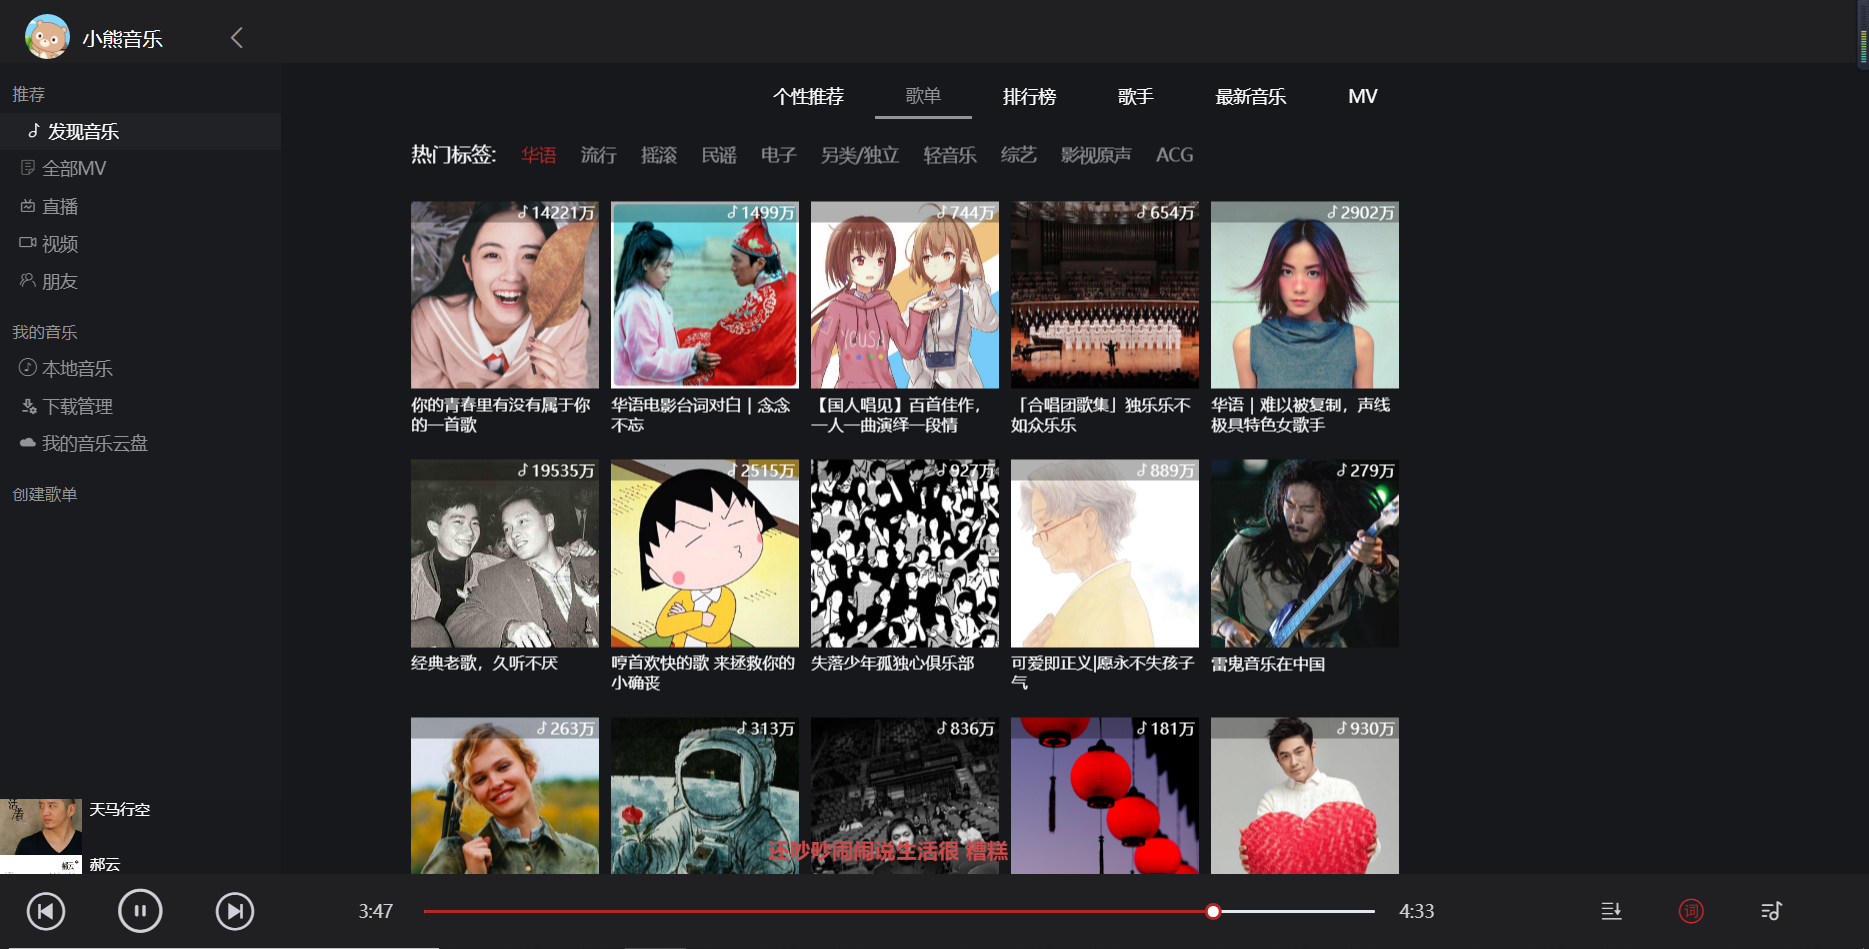 小熊音乐
推荐
发现音乐
全部MV
直播
视频
朋友
我的音乐
本地音乐
下载管理
我的音乐云盘
创建歌单
个性推荐 歌单 排行榜 歌手 最新音乐 MV
热门标签: 华语 流行 摇滚 民谣 电子 另类/独立 轻音乐 综艺 影视原声 ACG
14221万
1499万
744万
654万
2902万
YOUSA
你的青春里有没有属于你
的一首歌
华语电影台词对白 | 念念
不忘
【国人唱见】百首佳作，
一人一曲演绎一段情
「合唱团歌集」独乐乐不
如众乐乐
华语 | 难以被复制，声线
极具特色女歌手
19535万
2515万
927万
889万
279万
经典老歌，久听不厌
哼首欢快的歌 来拯救你的
小确丧
失落少年孤独心俱乐部
可爱即正义|愿永不失孩子
气
雷鬼音乐在中国
263万
313万
836万
181万
930万
还吵吵闹闹说生活很 糟糕
活着
天马行空
郝云
郝云
3:47
4:33
词